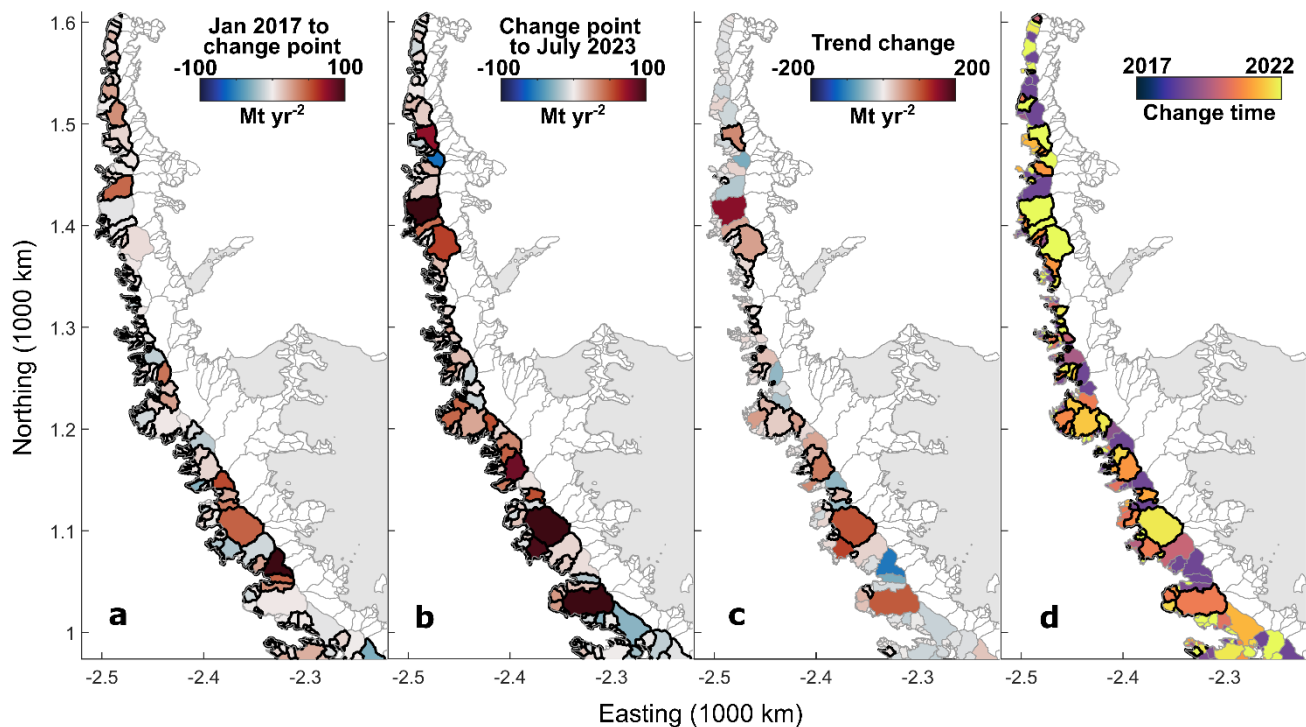 Jan 2017 to
change point
-100 100
Mt yr⁻²
Change point
to July 2023
-100 100
Mt yr⁻²
Trend change
-200 200
Mt yr⁻²
2017 2022
Change time
1.6
1.5
1.4
1.3
1.2
1.1
1
Northing (1000 km)
a
b
c
d
-2.5 -2.4 -2.3 -2.5 -2.4 -2.3 -2.5 -2.4 -2.3 -2.5 -2.4 -2.3
Easting (1000 km)